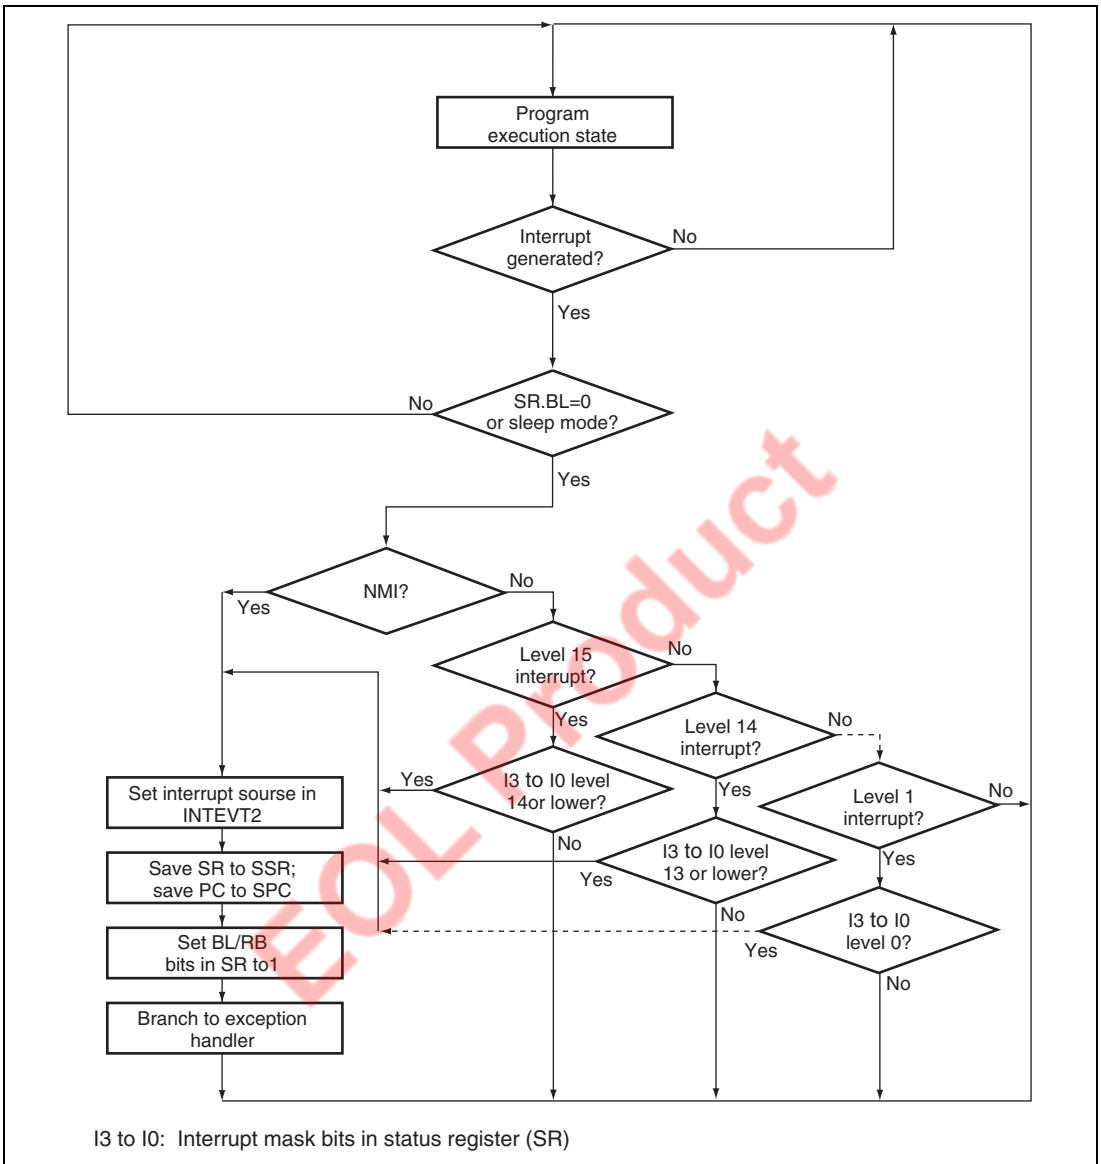 Program
execution state
Interrupt
generated?
No
Yes
SR.BL=0
or sleep mode?
No
Yes
NMI?
Yes
No
Level 15
interrupt?
No
Yes
Level 14
interrupt?
No
Yes
I3 to I0 level
14or lower?
Yes
No
Level 1
interrupt?
No
Yes
I3 to I0 level
13 or lower?
Yes
No
I3 to I0
level 0?
Yes
No
Set interrupt sourse in
INTEVT2
Save SR to SSR;
save PC to SPC
Set BL/RB
bits in SR to1
Branch to exception
handler
I3 to I0: Interrupt mask bits in status register (SR)
EOL Product